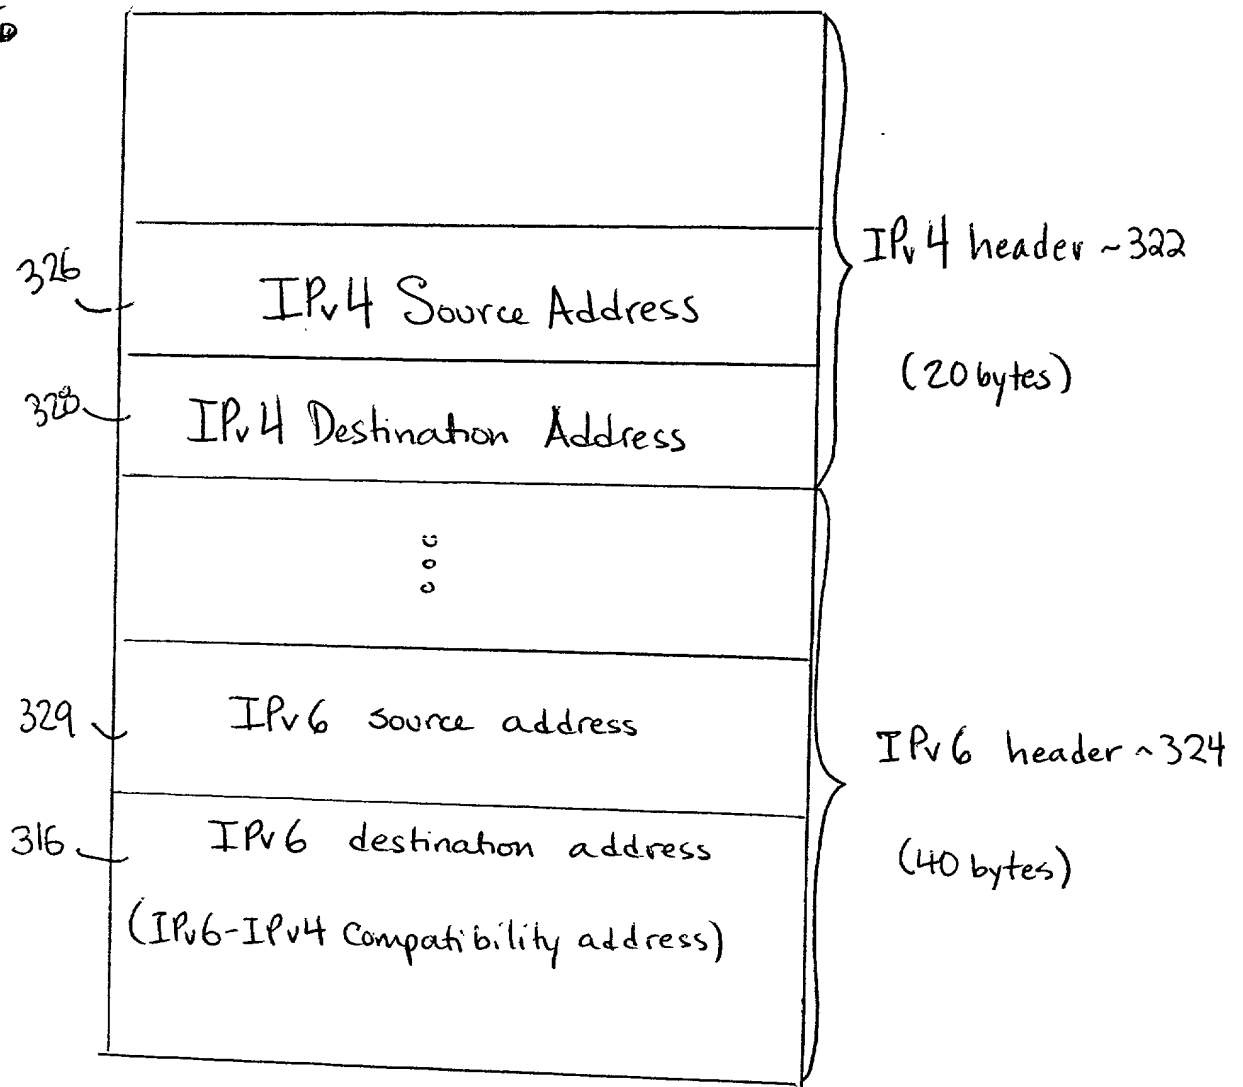 326
IPv4 Source Address
IPv4 header ~322
(20 bytes)
328
IPv4 Destination Address
329
IPv6 source address
IPv6 header ~324
(40 bytes)
316
IPv6 destination address
(IPv6-IPv4 Compatibility address)